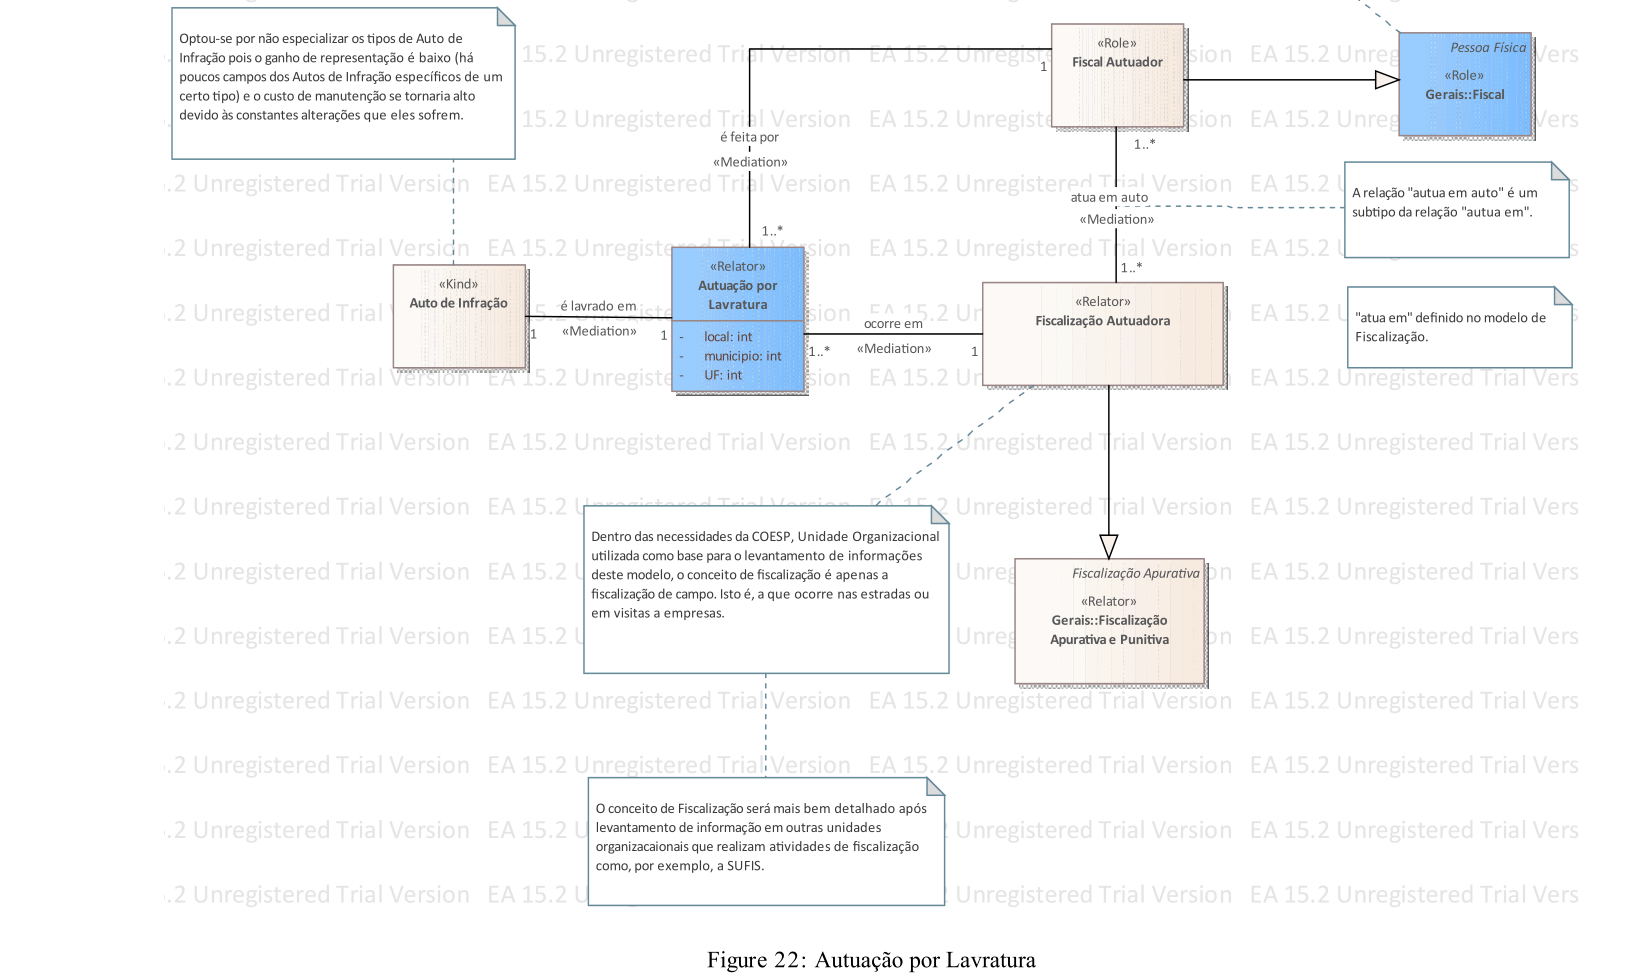 Optou-se por não especializar os tipos de Auto de
Infração pois o ganho de representação é baixo (há
poucos campos dos Autos de Infração específicos de um
certo tipo) e o custo de manutenção se tornaria alto
devido às constantes alterações que eles sofrem.
«Role»
Fiscal Autuador
1
1..*
Pessoa Física
«Role»
Gerais::Fiscal
é feita por
«Mediation»
1..*
atua em auto
«Mediation»
1..*
A relação "autua em auto" é um
subtipo da relação "autua em".
«Kind»
Auto de Infração
é lavrado em
«Mediation»
1
1
«Relator»
Autuação por
Lavratura
- local: int
- municipio: int
- UF: int
ocorre em
«Mediation»
1..*
1
«Relator»
Fiscalização Autuadora
"atua em" definido no modelo de
Fiscalização.
Dentro das necessidades da COESP, Unidade Organizacional
utilizada como base para o levantamento de informações
deste modelo, o conceito de fiscalização é apenas a
fiscalização de campo. Isto é, a que ocorre nas estradas ou
em visitas a empresas.
Fiscalização Apurativa
«Relator»
Gerais::Fiscalização
Apurativa e Punitiva
O conceito de Fiscalização será mais bem detalhado após
levantamento de informação em outras unidades
organizacaionais que realizam atividades de fiscalização
como, por exemplo, a SUFIS.
EA 15.2 Unregistered Trial Version
Figure 22: Autuação por Lavratura